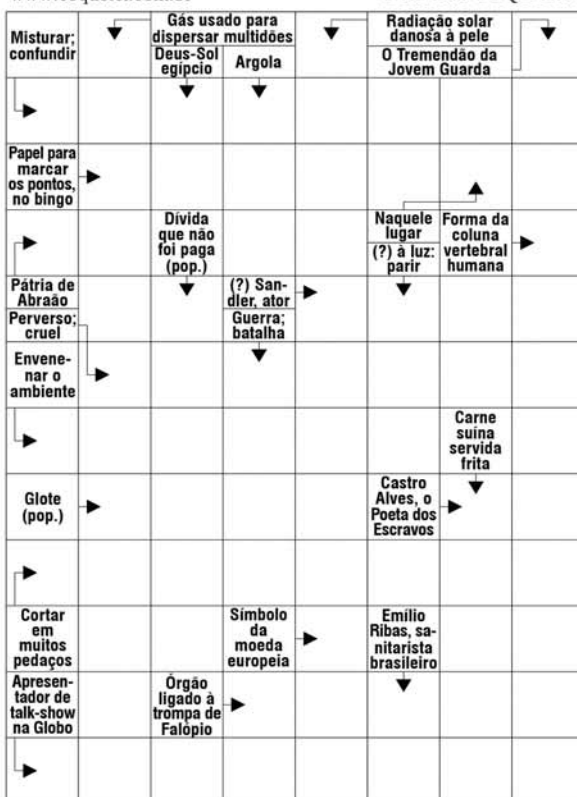 Misturar;
confundir
Gás usado para
dispersar multidões
Deus-Sol
egípcio
Argola
Radiação solar
danosa à pele
O Tremendão da
Jovem Guarda
Papel para
marcar
os pontos,
no bingo
Dívida
que não
foi paga
(pop.)
Naquele
lugar
(?) à luz:
parir
Forma da
coluna
vertebral
humana
Pátria de
Abraão
Perverso;
cruel
(?) San-
dler, ator
Guerra;
batalha
Envene-
nar o
ambiente
Carne
suína
servida
frita
Glote
(pop.)
Castro
Alves, o
Poeta dos
Escravos
Cortar
em
muitos
pedaços
Símbolo
da
moeda
europeia
Emílio
Ribas, sa-
nitarista
brasileiro
Apresen-
tador de
talk-show
na Globo
Órgão
ligado à
trompa de
Falópio